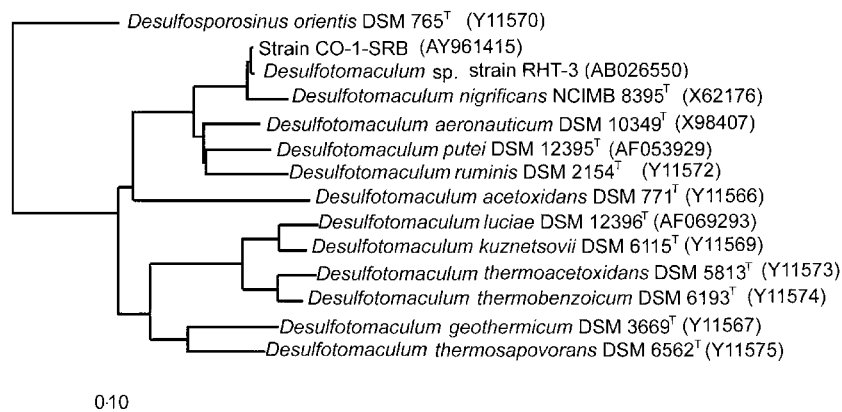 Desulfosporosinus orientis DSM 765ᵀ (Y11570)
Strain CO-1-SRB (AY961415)
Desulfotomaculum sp. strain RHT-3 (AB026550)
Desulfotomaculum nigrificans NCIMB 8395ᵀ (X62176)
Desulfotomaculum aeronauticum DSM 10349ᵀ (X98407)
Desulfotomaculum putei DSM 12395ᵀ (AF053929)
Desulfotomaculum ruminis DSM 2154ᵀ (Y11572)
Desulfotomaculum acetoxidans DSM 771ᵀ (Y11566)
Desulfotomaculum luciae DSM 12396ᵀ (AF069293)
Desulfotomaculum kuznetsovii DSM 6115ᵀ (Y11569)
Desulfotomaculum thermoacetoxidans DSM 5813ᵀ (Y11573)
Desulfotomaculum thermobenzoicum DSM 6193ᵀ (Y11574)
Desulfotomaculum geothermicum DSM 3669ᵀ (Y11567)
Desulfotomaculum thermosapovorans DSM 6562ᵀ (Y11575)
0·10